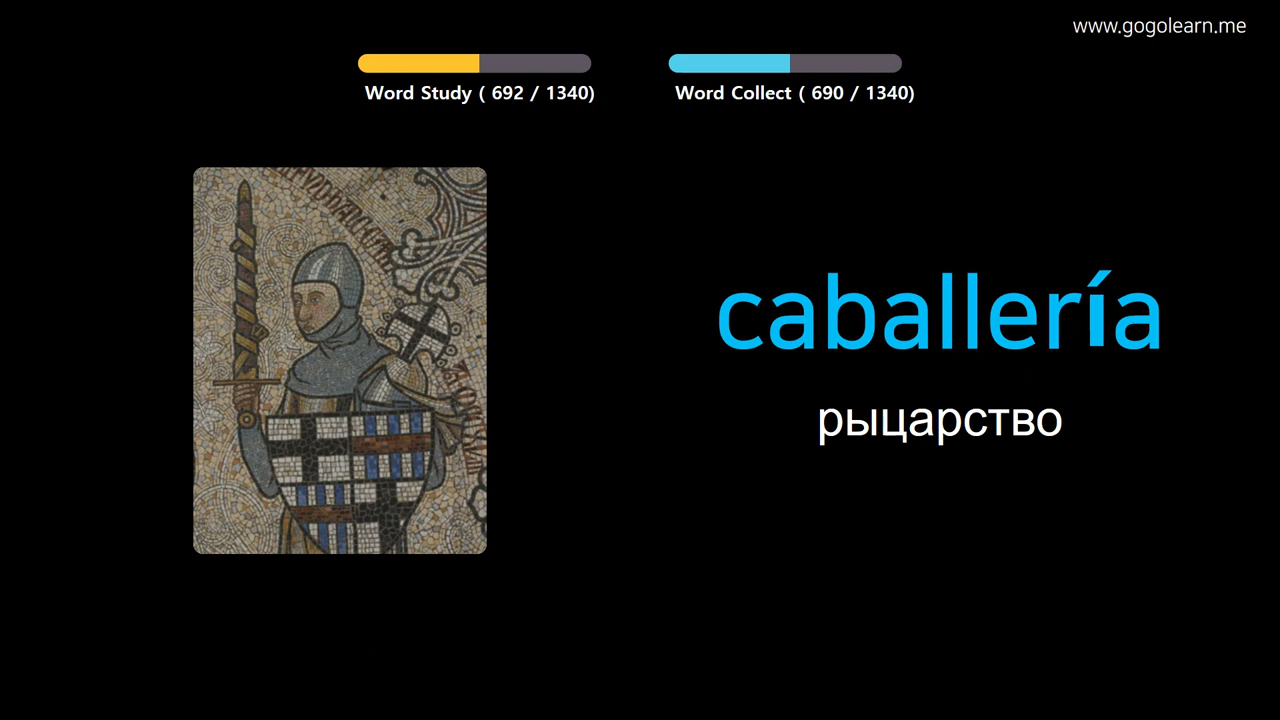 www.gogolearn.me
Word Study ( 692 / 1340)
Word Collect ( 690 / 1340)
caballería
рыцарство